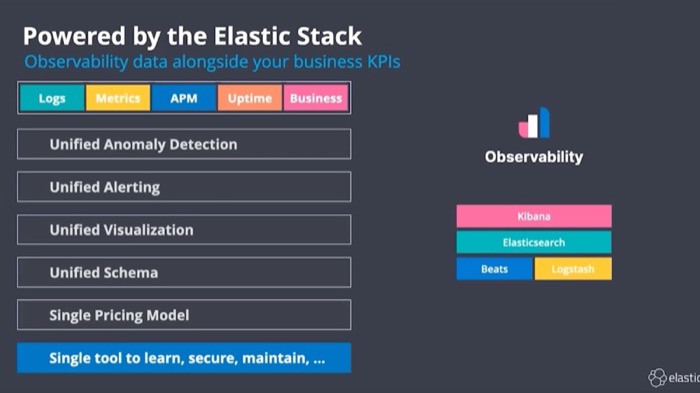 Powered by the Elastic Stack
Observability data alongside your business KPIs
Logs Metrics APM Uptime Business
Unified Anomaly Detection
Unified Alerting
Unified Visualization
Unified Schema
Single Pricing Model
Single tool to learn, secure, maintain, ...
Observability
Kibana
Elasticsearch
Beats Logstash
elastic